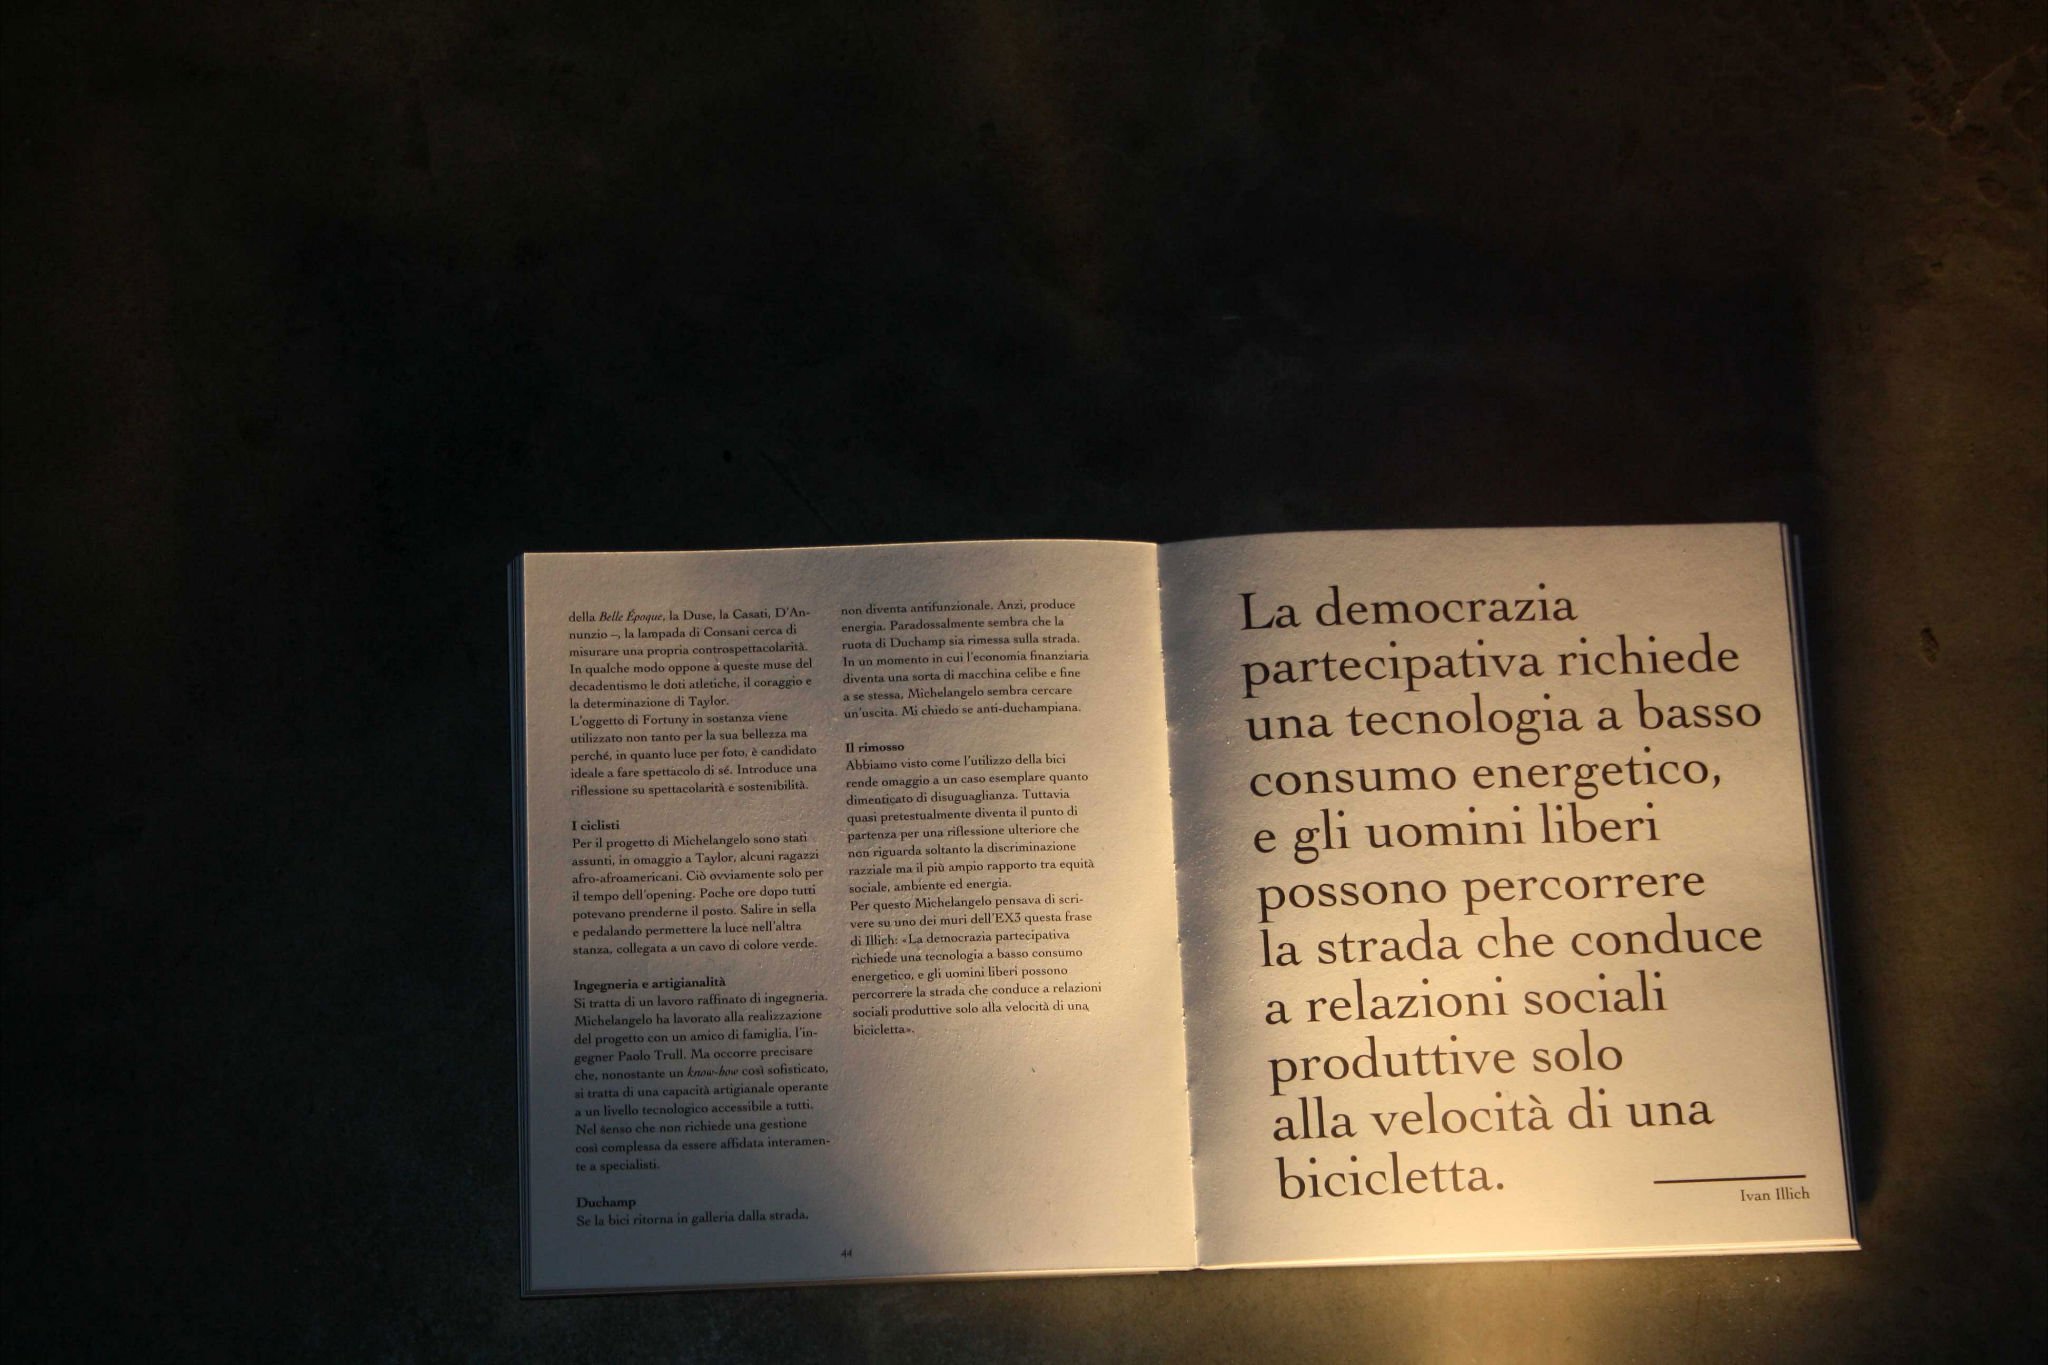 della Belle Époque, la Duse, la Casati, D'An-
nunzio –, la lampada di Consani cerca di
misurare una propria controspettacolarità.
In qualche modo oppone a queste muse del
decadentismo le doti atletiche, il coraggio e
la determinazione di Taylor.
L'oggetto di Fortuny in sostanza viene
utilizzato non tanto per la sua bellezza ma
perché, in quanto luce per foto, è candidato
ideale a fare spettacolo di sé. Introduce una
riflessione su spettacolarità e sostenibilità.
I ciclisti
Per il progetto di Michelangelo sono stati
assunti, in omaggio a Taylor, alcuni ragazzi
afro-afroamericani. Ciò ovviamente solo per
il tempo dell'opening. Poche ore dopo tutti
potevano prenderne il posto. Salire in sella
e pedalando permettere la luce nell'altra
stanza, collegata a un cavo di colore verde.
Ingegneria e artigianalità
Si tratta di un lavoro raffinato di ingegneria.
Michelangelo ha lavorato alla realizzazione
del progetto con un amico di famiglia, l'in-
gegner Paolo Trull. Ma occorre precisare
che, nonostante un know-how così sofisticato,
si tratta di una capacità artigianale operante
a un livello tecnologico accessibile a tutti.
Nel senso che non richiede una gestione
così complessa da essere affidata interamen-
te a specialisti.
Duchamp
Se la bici ritorna in galleria dalla strada,
non diventa antifunzionale. Anzi, produce
energia. Paradossalmente sembra che la
ruota di Duchamp sia rimessa sulla strada.
In un momento in cui l'economia finanziaria
diventa una sorta di macchina celibe e fine
a se stessa, Michelangelo sembra cercare
un'uscita. Mi chiedo se anti-duchampiana.
Il rimosso
Abbiamo visto come l'utilizzo della bici
rende omaggio a un caso esemplare quanto
dimenticato di disuguaglianza. Tuttavia
quasi pretestualmente diventa il punto di
partenza per una riflessione ulteriore che
non riguarda soltanto la discriminazione
razziale ma il più ampio rapporto tra equità
sociale, ambiente ed energia.
Per questo Michelangelo pensava di scri-
vere su uno dei muri dell'EX3 questa frase
di Illich: «La democrazia partecipativa
richiede una tecnologia a basso consumo
energetico, e gli uomini liberi possono
percorrere la strada che conduce a relazioni
sociali produttive solo alla velocità di una
bicicletta».
44
La democrazia
partecipativa richiede
una tecnologia a basso
consumo energetico,
e gli uomini liberi
possono percorrere
la strada che conduce
a relazioni sociali
produttive solo
alla velocità di una
bicicletta.
Ivan Illich